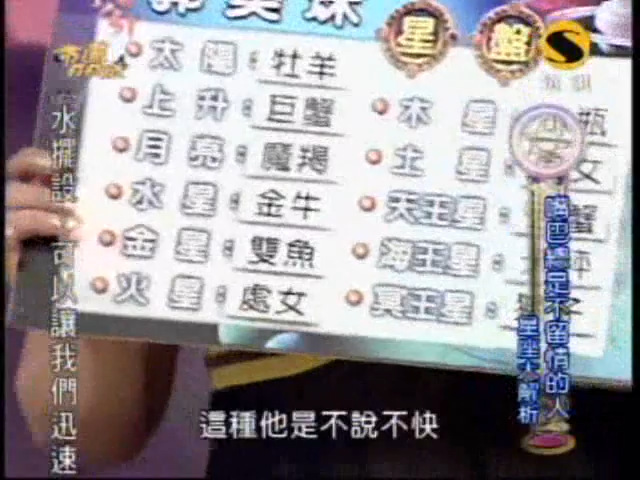 星盤
太陽：牡羊
上升：巨蟹
月亮：魔羯
水星：金牛
金星：雙魚
火星：處女
木星 瓶
土星 女
天王星：蟹
海王星：
冥王星：
水擺設 可以讓我們迅速
嘴巴總是不留情的人
星座大解析
這種他是不說不快